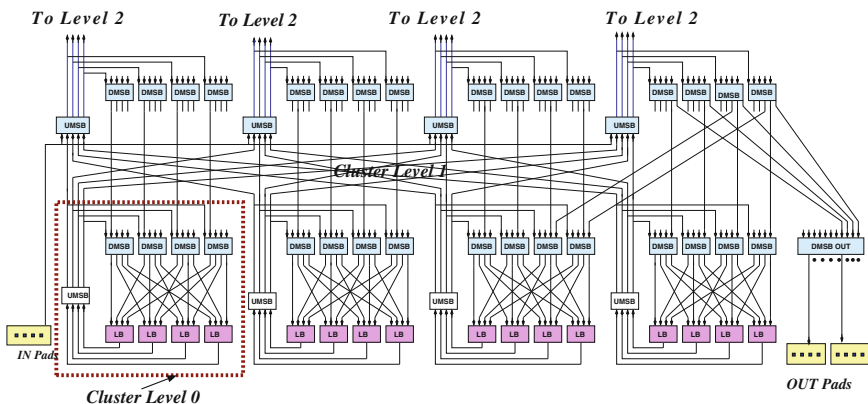 To Level 2 To Level 2 To Level 2 To Level 2
DMSB DMSB DMSB DMSB DMSB DMSB DMSB DMSB DMSB DMSB DMSB DMSB DMSB DMSB DMSB DMSB
UMSB UMSB UMSB UMSB
Cluster Level 1
DMSB DMSB DMSB DMSB DMSB DMSB DMSB DMSB DMSB DMSB DMSB DMSB DMSB DMSB DMSB DMSB DMSB OUT
UMSB UMSB UMSB UMSB
LB LB LB LB LB LB LB LB LB LB LB LB LB LB LB LB
IN Pads
OUT Pads
Cluster Level 0